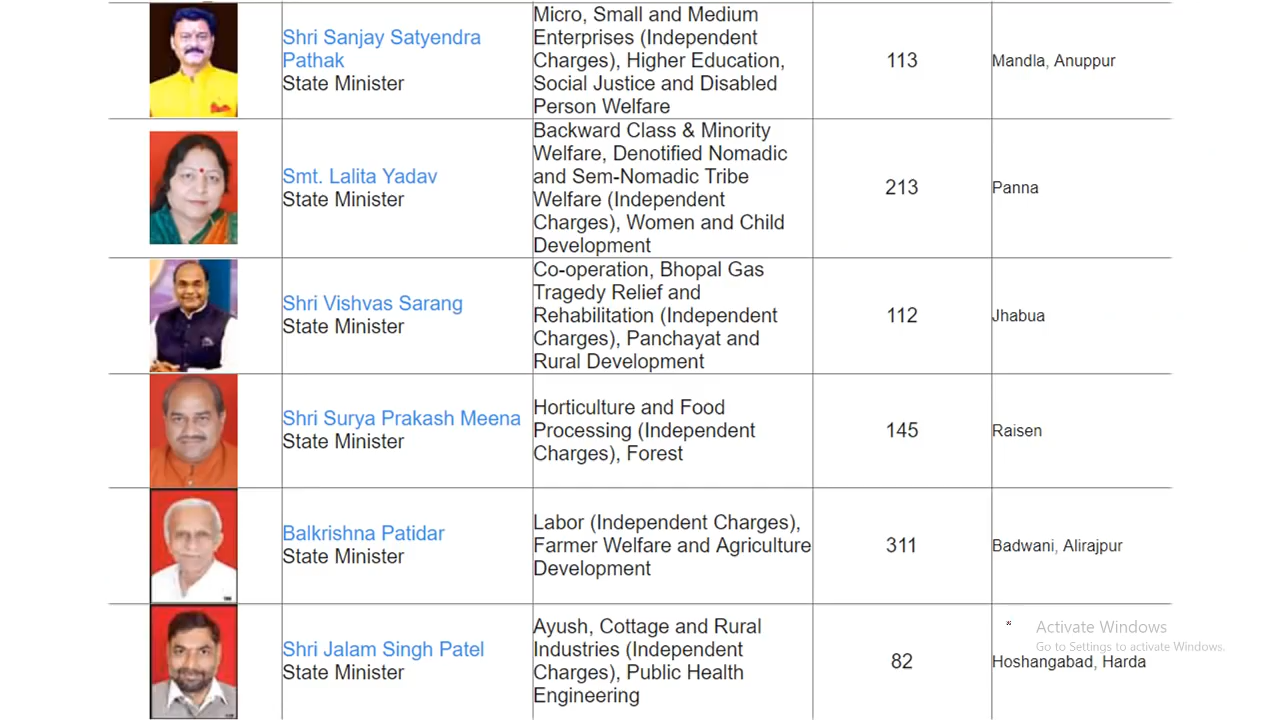 Shri Sanjay Satyendra
Pathak
State Minister
Micro, Small and Medium
Enterprises (Independent
Charges), Higher Education,
Social Justice and Disabled
Person Welfare
113
Mandla, Anuppur
Smt. Lalita Yadav
State Minister
Backward Class & Minority
Welfare, Denotified Nomadic
and Sem-Nomadic Tribe
Welfare (Independent
Charges), Women and Child
Development
213
Panna
Shri Vishvas Sarang
State Minister
Co-operation, Bhopal Gas
Tragedy Relief and
Rehabilitation (Independent
Charges), Panchayat and
Rural Development
112
Jhabua
Shri Surya Prakash Meena
State Minister
Horticulture and Food
Processing (Independent
Charges), Forest
145
Raisen
Balkrishna Patidar
State Minister
Labor (Independent Charges),
Farmer Welfare and Agriculture
Development
311
Badwani, Alirajpur
Shri Jalam Singh Patel
State Minister
Ayush, Cottage and Rural
Industries (Independent
Charges), Public Health
Engineering
82
Hoshangabad, Harda
Activate Windows
Go to Settings to activate Windows.